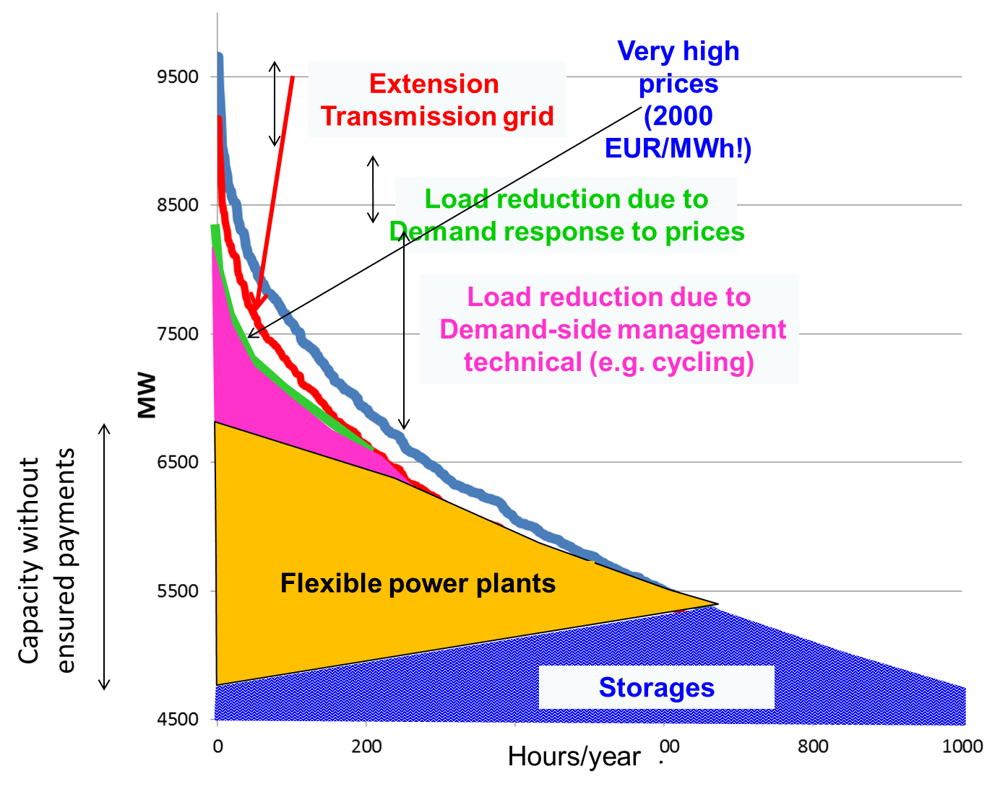 Very high
prices
(2000
EUR/MWh!)
9500
Extension
Transmission grid
8500
Load reduction due to
Demand response to prices
Load reduction due to
Demand-side management
technical (e.g. cycling)
7500
MW
6500
Capacity without
ensured payments
Flexible power plants
5500
Storages
4500
0
200
00
800
1000
Hours/year .